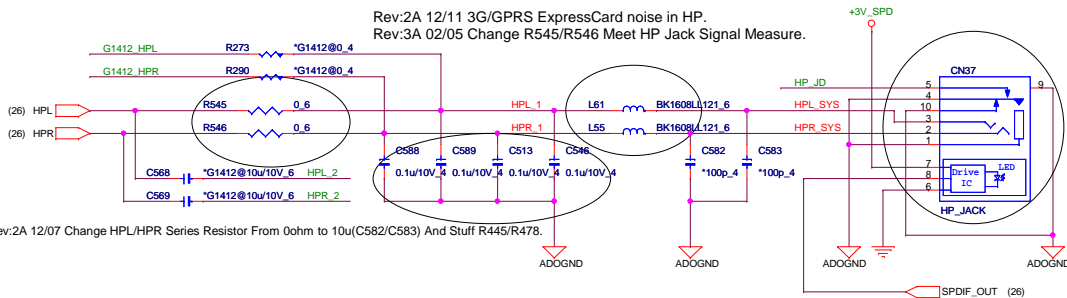 Rev:2A 12/11 3G/GPRS ExpressCard noise in HP.
Rev:3A 02/05 Change R545/R546 Meet HP Jack Signal Measure.
+3V_SPD
G1412_HPL R273 *G1412@0_4
G1412_HPR R290 *G1412@0_4
CN37
HP_JD 5 9
4
(26) HPL R545 0_6 HPL_1 L61 BK1608LL121_6 HPL_SYS 10
3
(26) HPR R546 0_6 HPR_1 L55 BK1608LL121_6 HPR_SYS 2
1
C588 C589 C513 C546 C582 C583
0.1u/10V_4 0.1u/10V_4 0.1u/10V_4 0.1u/10V_4 *100p_4 *100p_4
7 LED
C568 *G1412@10u/10V_6 HPL_2 8 Drive
IC
6
C569 *G1412@10u/10V_6 HPR_2
HP_JACK
ev:2A 12/07 Change HPL/HPR Series Resistor From 0ohm to 10u(C582/C583) And Stuff R445/R478.
ADOGND ADOGND ADOGND ADOGND
SPDIF_OUT (26)